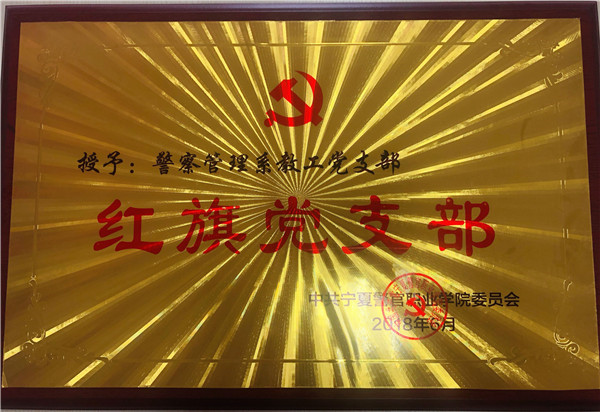 授予：警察管理系教工党支部
红旗党支部
中共宁夏警官职业学院委员会
2018年6月